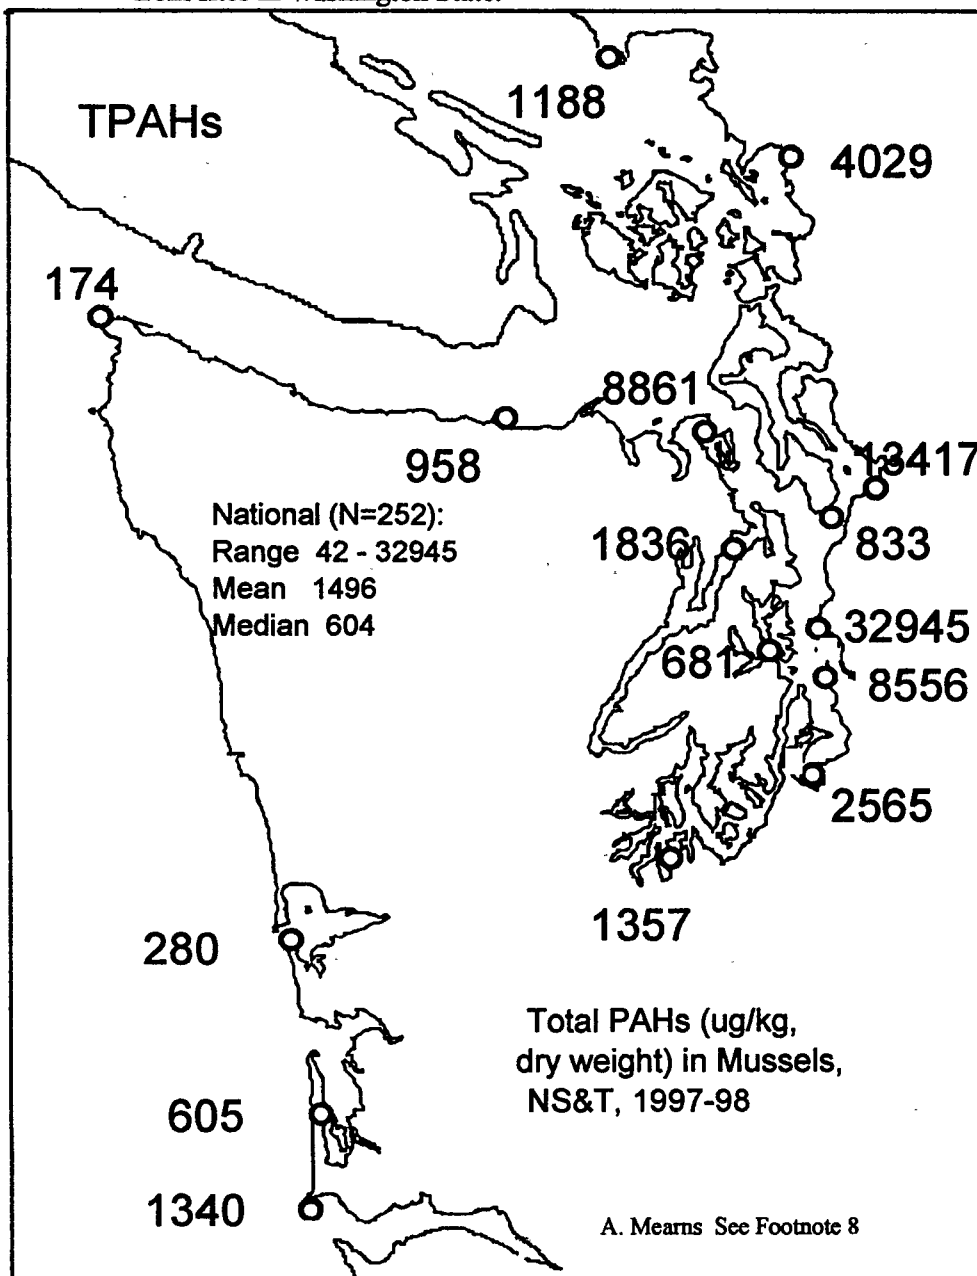 TPAHs
1188
4029
174
8861
958
13417
National (N=252):
Range 42 - 32945
Mean 1496
Median 604
1836
833
32945
681
8556
2565
1357
280
Total PAHs (ug/kg,
dry weight) in Mussels,
NS&T, 1997-98
605
1340
A. Mearns See Footnote 8